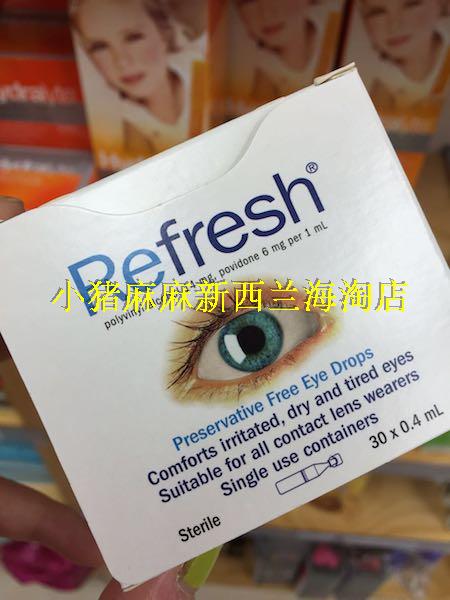 Refresh®
mg, povidone 6 mg per 1 mL
小猪麻麻新西兰海淘店
Preservative Free Eye Drops
Comforts irritated, dry and tired eyes
Suitable for all contact lens wearers
Single use containers
30 x 0.4 mL
Sterile